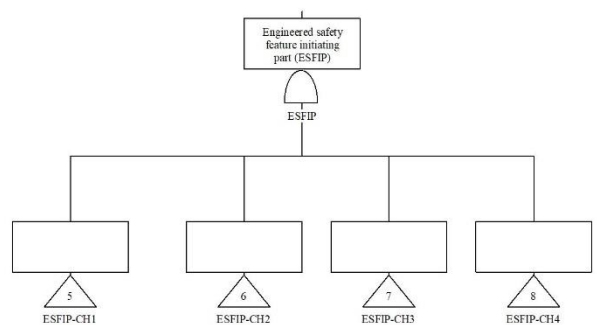 Engineered safety
feature initiating
part (ESFIP)
ESFIP
5
6
7
8
ESFIP-CH1
ESFIP-CH2
ESFIP-CH3
ESFIP-CH4